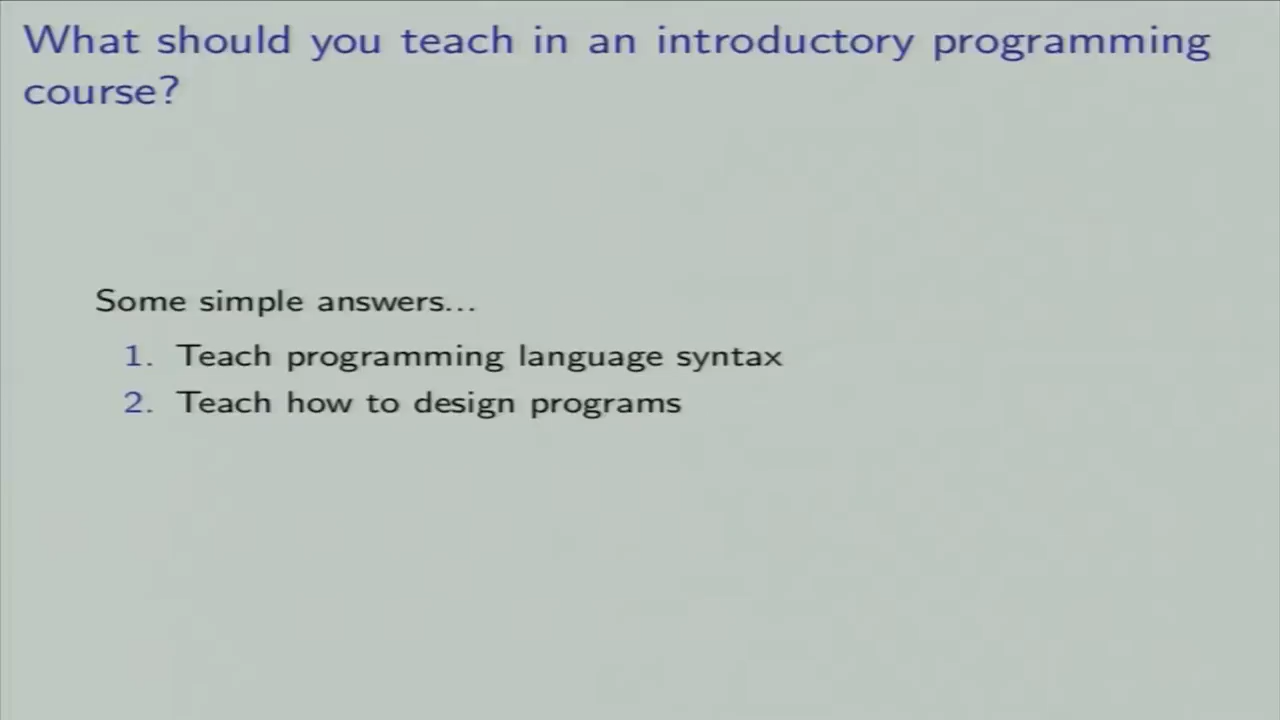 What should you teach in an introductory programming
course?
Some simple answers...
1. Teach programming language syntax
2. Teach how to design programs